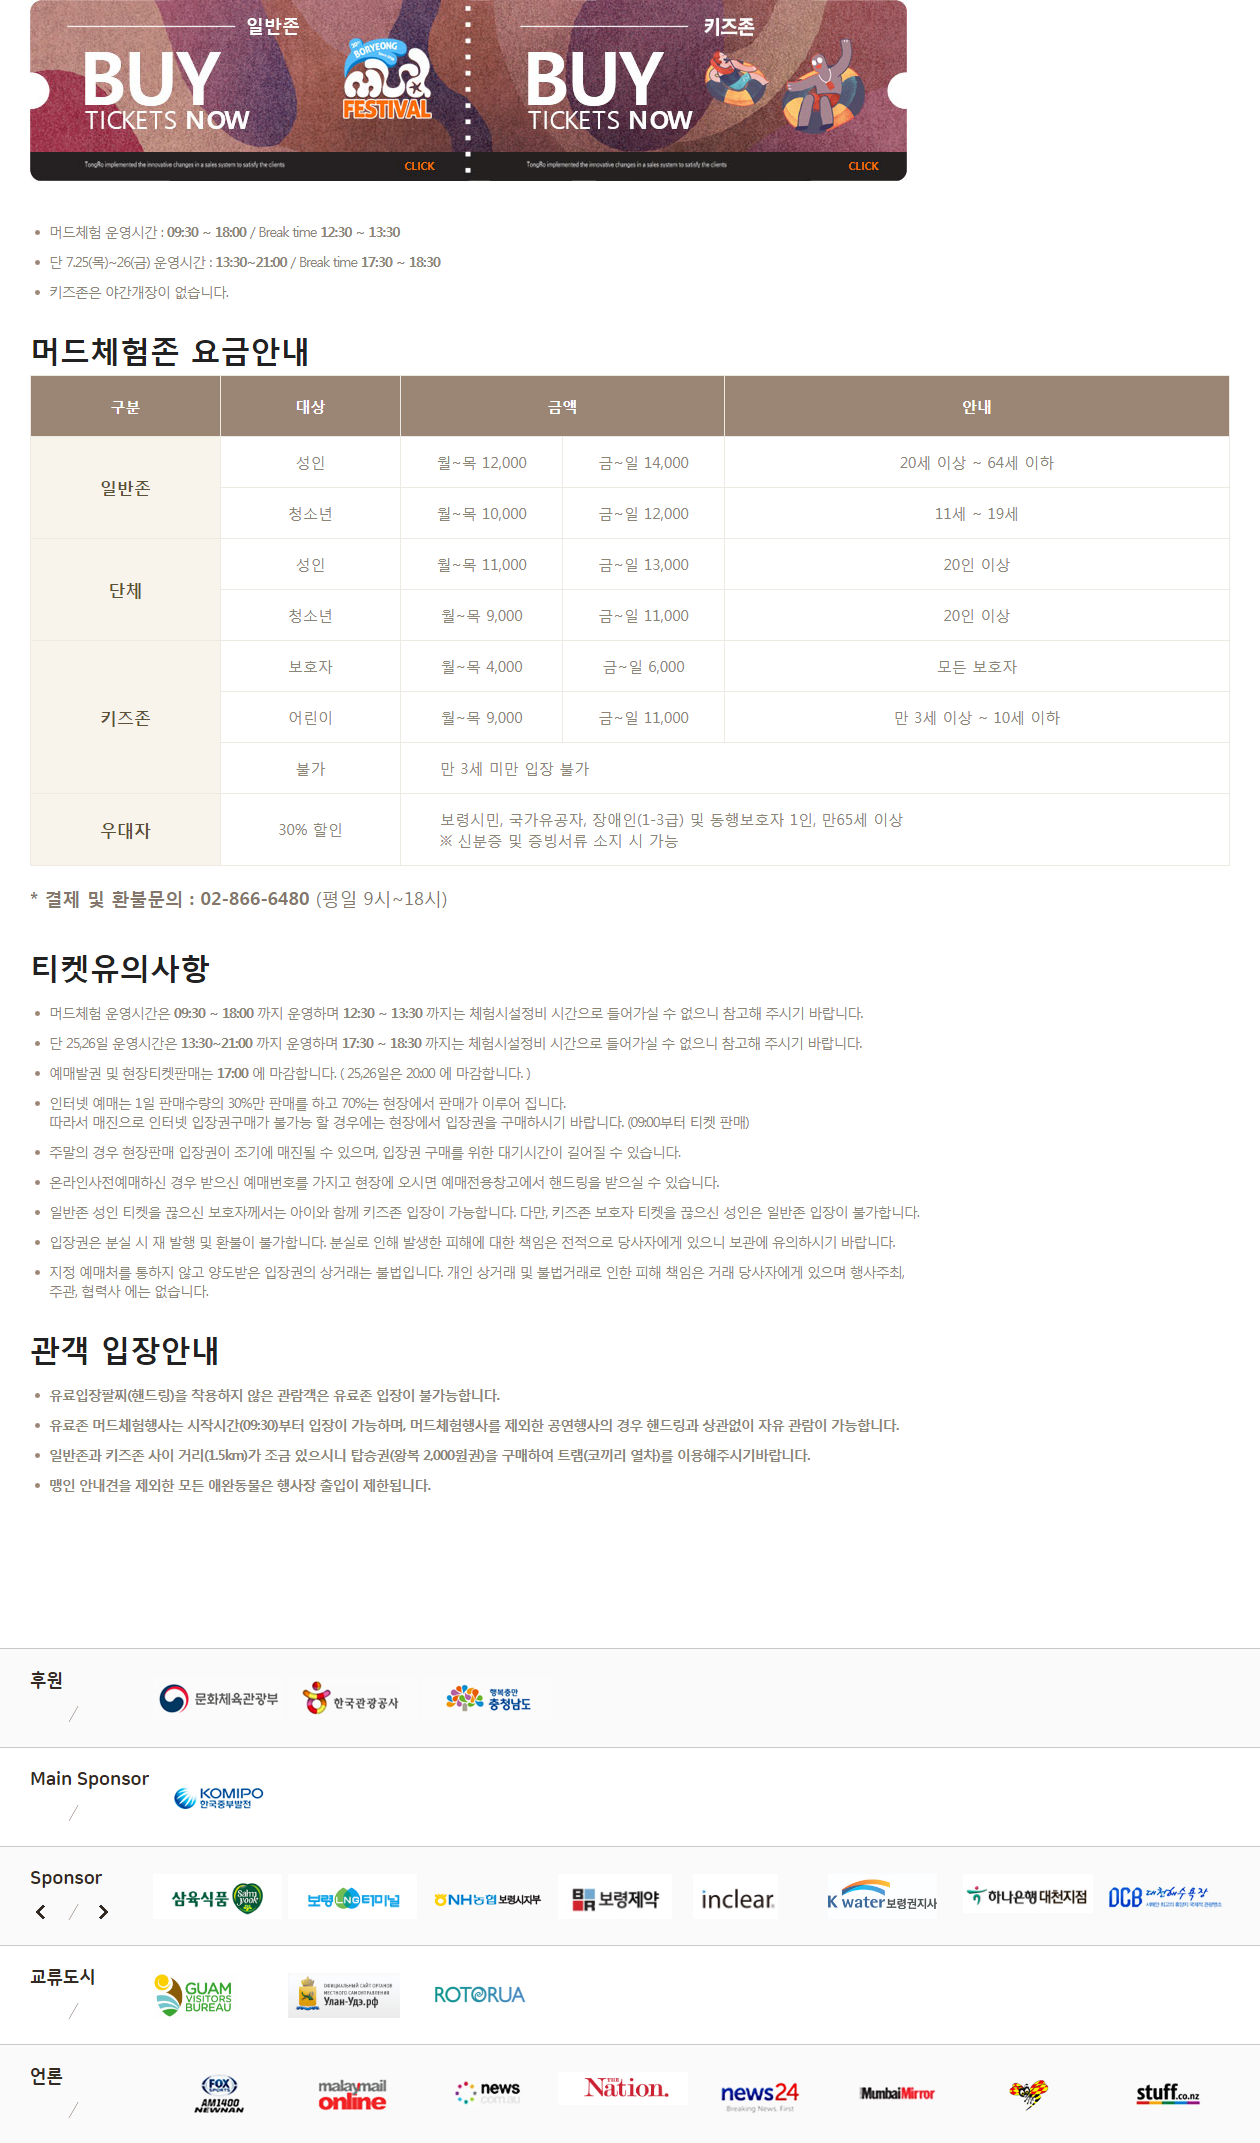 일반존
BUY
TICKETS NOW
BORYEONG
머드
FESTIVAL
TongRo implemented the innovative changes in a sales system to satisfy the clients
CLICK
키즈존
BUY
TICKETS NOW
TongRo implemented the innovative changes in a sales system to satisfy the clients
CLICK
머드체험 운영시간 : 09:30 ~ 18:00 / Break time 12:30 ~ 13:30
단 7.25(목)~26(금) 운영시간 : 13:30~21:00 / Break time 17:30 ~ 18:30
키즈존은 야간개장이 없습니다.
머드체험존 요금안내
구분 대상 금액 안내
일반존 성인 월~목 12,000 금~일 14,000 20세 이상 ~ 64세 이하
청소년 월~목 10,000 금~일 12,000 11세 ~ 19세
단체 성인 월~목 11,000 금~일 13,000 20인 이상
청소년 월~목 9,000 금~일 11,000 20인 이상
키즈존 보호자 월~목 4,000 금~일 6,000 모든 보호자
어린이 월~목 9,000 금~일 11,000 만 3세 이상 ~ 10세 이하
불가 만 3세 미만 입장 불가
우대자 30% 할인 보령시민, 국가유공자, 장애인(1-3급) 및 동행보호자 1인, 만65세 이상
※ 신분증 및 증빙서류 소지 시 가능
* 결제 및 환불문의 : 02-866-6480 (평일 9시~18시)
티켓유의사항
머드체험 운영시간은 09:30 ~ 18:00 까지 운영하며 12:30 ~ 13:30 까지는 체험시설정비 시간으로 들어가실 수 없으니 참고해 주시기 바랍니다.
단 25,26일 운영시간은 13:30~21:00 까지 운영하며 17:30 ~ 18:30 까지는 체험시설정비 시간으로 들어가실 수 없으니 참고해 주시기 바랍니다.
예매발권 및 현장티켓판매는 17:00 에 마감합니다. ( 25,26일은 20:00 에 마감합니다. )
인터넷 예매는 1일 판매수량의 30%만 판매를 하고 70%는 현장에서 판매가 이루어 집니다.
따라서 매진으로 인터넷 입장권구매가 불가능 할 경우에는 현장에서 입장권을 구매하시기 바랍니다. (09:00부터 티켓 판매)
주말의 경우 현장판매 입장권이 조기에 매진될 수 있으며, 입장권 구매를 위한 대기시간이 길어질 수 있습니다.
온라인사전예매하신 경우 받으신 예매번호를 가지고 현장에 오시면 예매전용창고에서 핸드링을 받으실 수 있습니다.
일반존 성인 티켓을 끊으신 보호자께서는 아이와 함께 키즈존 입장이 가능합니다. 다만, 키즈존 보호자 티켓을 끊으신 성인은 일반존 입장이 불가합니다.
입장권은 분실 시 재 발행 및 환불이 불가합니다. 분실로 인해 발생한 피해에 대한 책임은 전적으로 당사자에게 있으니 보관에 유의하시기 바랍니다.
지정 예매처를 통하지 않고 양도받은 입장권의 상거래는 불법입니다. 개인 상거래 및 불법거래로 인한 피해 책임은 거래 당사자에게 있으며 행사주최,
주관, 협력사 에는 없습니다.
관객 입장안내
유료입장팔찌(핸드링)을 착용하지 않은 관람객은 유료존 입장이 불가능합니다.
유료존 머드체험행사는 시작시간(09:30)부터 입장이 가능하며, 머드체험행사를 제외한 공연행사의 경우 핸드링과 상관없이 자유 관람이 가능합니다.
일반존과 키즈존 사이 거리(1.5km)가 조금 있으시니 탑승권(왕복 2,000원권)을 구매하여 트램(코끼리 열차)를 이용해주시기바랍니다.
맹인 안내견을 제외한 모든 애완동물은 행사장 출입이 제한됩니다.
후원
문화체육관광부
한국관광공사
행복충만
충청남도
Main Sponsor
KOMIPO
한국중부발전
Sponsor
삼육식품 Sahm yook
보령LNG터미널
NH농협 보령시지부
BR 보령제약
inclear.
K water 보령권지사
하나은행 대천지점
DCB 대천해수욕장
교류도시
GUAM
VISITORS
BUREAU
ОФИЦИАЛЬНЫЙ САЙТ ОРГАНОВ
МЕСТНОГО САМОУПРАВЛЕНИЯ
Улан-Удэ.рф
ROTORUA
언론
FOX
SPORTS
AM1400
NEWNAN
malaymail
online
news
com.au
THE
Nation.
news24
Breaking News. First
MumbaiMirror
stuff.co.nz